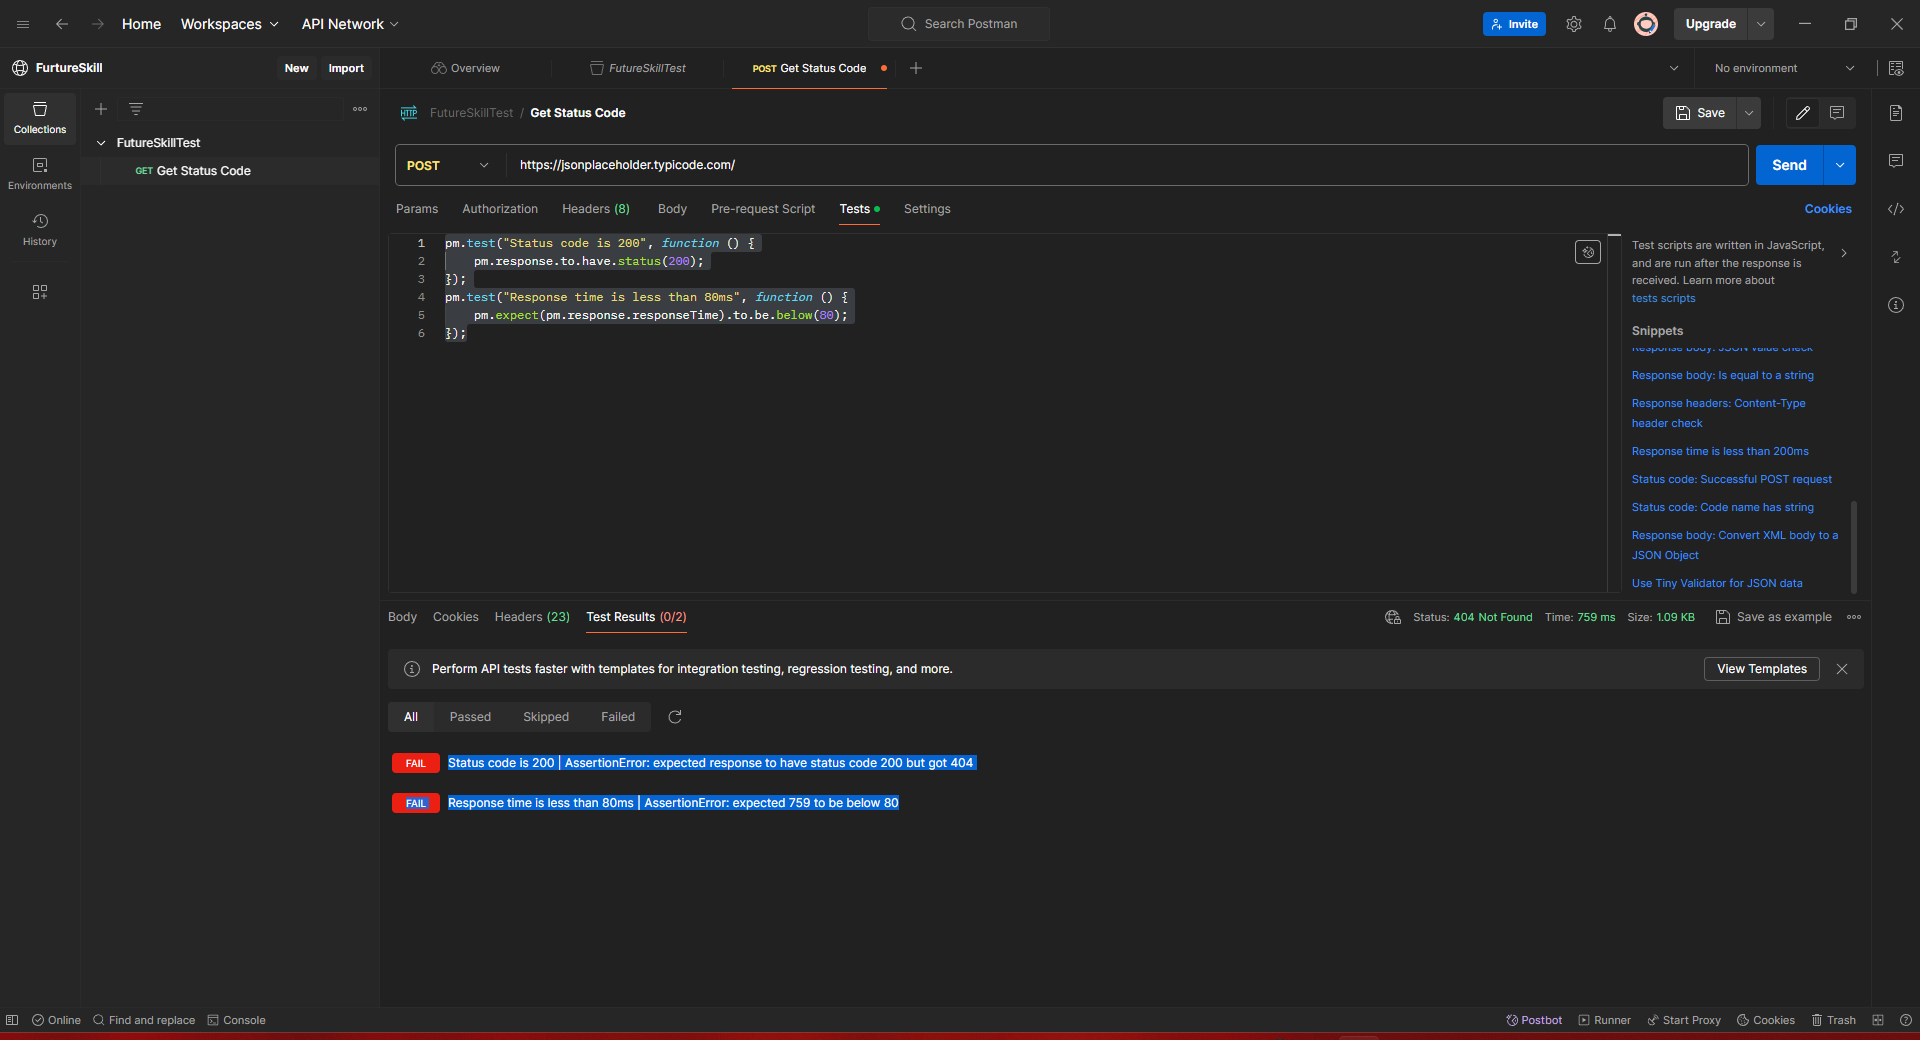 Home Workspaces API Network Search Postman Invite Upgrade
FurtureSkill New Import Overview FutureSkillTest POST Get Status Code No environment
Collections
Environments
History
FutureSkillTest
GET Get Status Code
HTTP FutureSkillTest / Get Status Code Save
POST https://jsonplaceholder.typicode.com/ Send
Params Authorization Headers (8) Body Pre-request Script Tests Settings Cookies
1 pm.test("Status code is 200", function () {
2 pm.response.to.have.status(200);
3 });
4 pm.test("Response time is less than 80ms", function () {
5 pm.expect(pm.response.responseTime).to.be.below(80);
6 });
Test scripts are written in JavaScript,
and are run after the response is
received. Learn more about
tests scripts
Snippets
Response body: JSON value check
Response body: Is equal to a string
Response headers: Content-Type
header check
Response time is less than 200ms
Status code: Successful POST request
Status code: Code name has string
Response body: Convert XML body to a
JSON Object
Use Tiny Validator for JSON data
Body Cookies Headers (23) Test Results (0/2) Status: 404 Not Found Time: 759 ms Size: 1.09 KB Save as example
Perform API tests faster with templates for integration testing, regression testing, and more. View Templates
All Passed Skipped Failed
FAIL Status code is 200 | AssertionError: expected response to have status code 200 but got 404
FAIL Response time is less than 80ms | AssertionError: expected 759 to be below 80
Online Find and replace Console Postbot Runner Start Proxy Cookies Trash